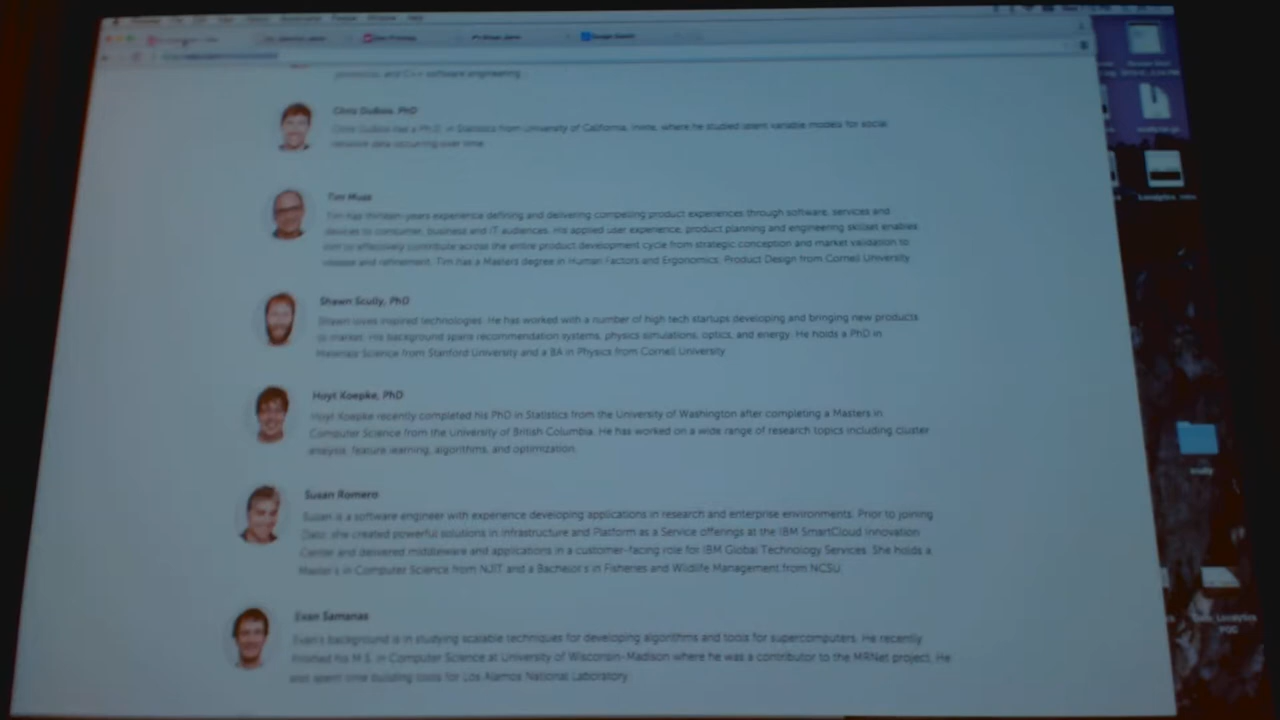 protocols, and C++ software engineering.
Chris DuBois, PhD
Chris DuBois has a Ph.D. in Statistics from University of California, Irvine, where he studied latent variable models for social
network data occurring over time.
Tim Muss
Tim has thirteen years experience defining and delivering compelling product experiences through software, services and
devices to consumer, business and IT audiences. His applied user experience, product planning and engineering skillset enables
him to effectively contribute across the entire product development cycle from strategic conception and market validation to
release and refinement. Tim has a Masters degree in Human Factors and Ergonomics: Product Design from Cornell University
Shawn Scully, PhD
Shawn loves inspired technologies. He has worked with a number of high tech startups developing and bringing new products
to market. His background spans recommendation systems, physics simulations, optics, and energy. He holds a PhD in
Materials Science from Stanford University and a BA in Physics from Cornell University
Hoyt Koepke, PhD
Hoyt Koepke recently completed his PhD in Statistics from the University of Washington after completing a Masters in
Computer Science from the University of British Columbia. He has worked on a wide range of research topics including cluster
analysis, feature learning, algorithms, and optimization.
Susan Romero
Susan is a software engineer with experience developing applications in research and enterprise environments. Prior to joining
Dato, she created powerful solutions in Infrastructure and Platform as a Service offerings at the IBM SmartCloud Innovation
Center and delivered middleware and applications in a customer-facing role for IBM Global Technology Services. She holds a
Master's in Computer Science from NJIT and a Bachelor's in Fisheries and Wildlife Management from NCSU.
Evan Samanas
Evan's background is in studying scalable techniques for developing algorithms and tools for supercomputers. He recently
finished his M.S. in Computer Science at University of Wisconsin-Madison where he was a contributor to the MRNet project. He
also spent time building tools for Los Alamos National Laboratory.
scully